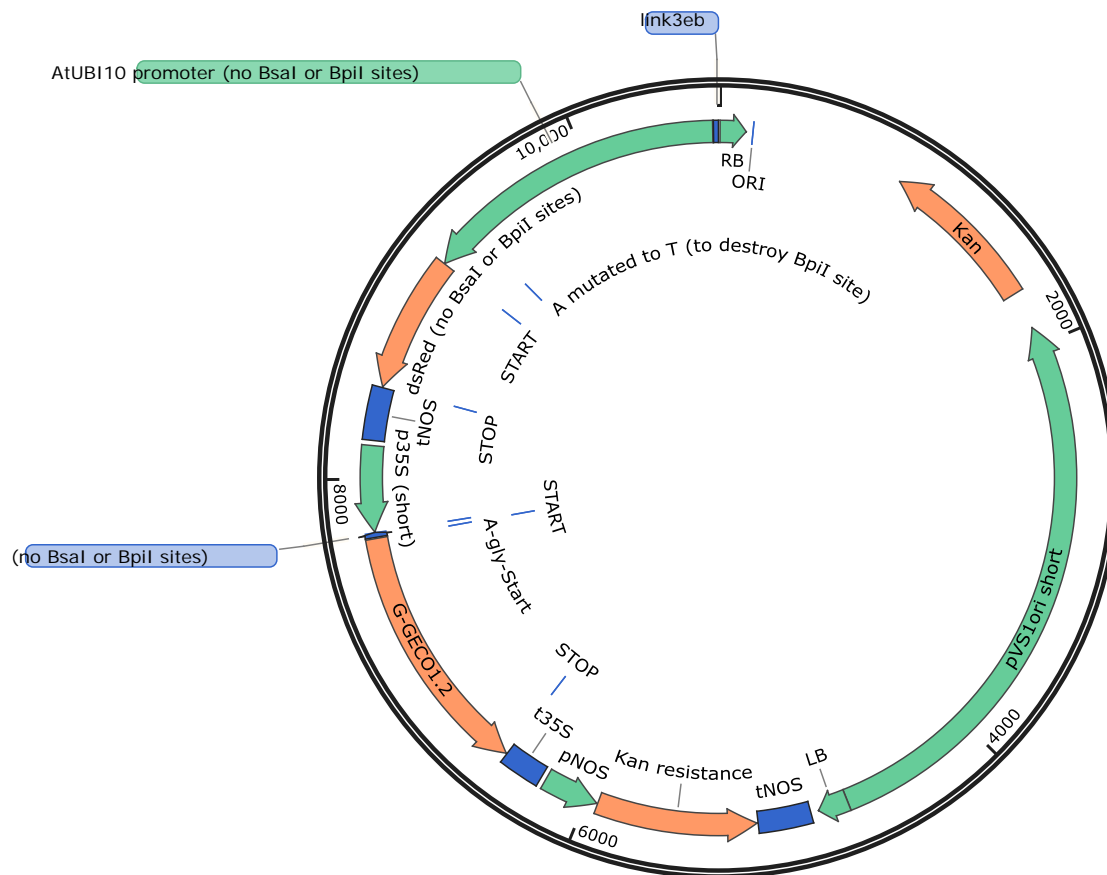 link3eb
AtUBI10 promoter (no BsaI or BpiI sites)
10,000
RB
ORI
Kan
2000
dsRed (no BsaI or BpiI sites)
A mutated to T (to destroy BpiI site)
START
tNOS
STOP
p35S (short)
8000
START
(no BsaI or BpiI sites)
A-gly-Start
G-GECO1.2
pVS1ori short
STOP
t35S
pNOS
Kan resistance
tNOS
LB
4000
6000